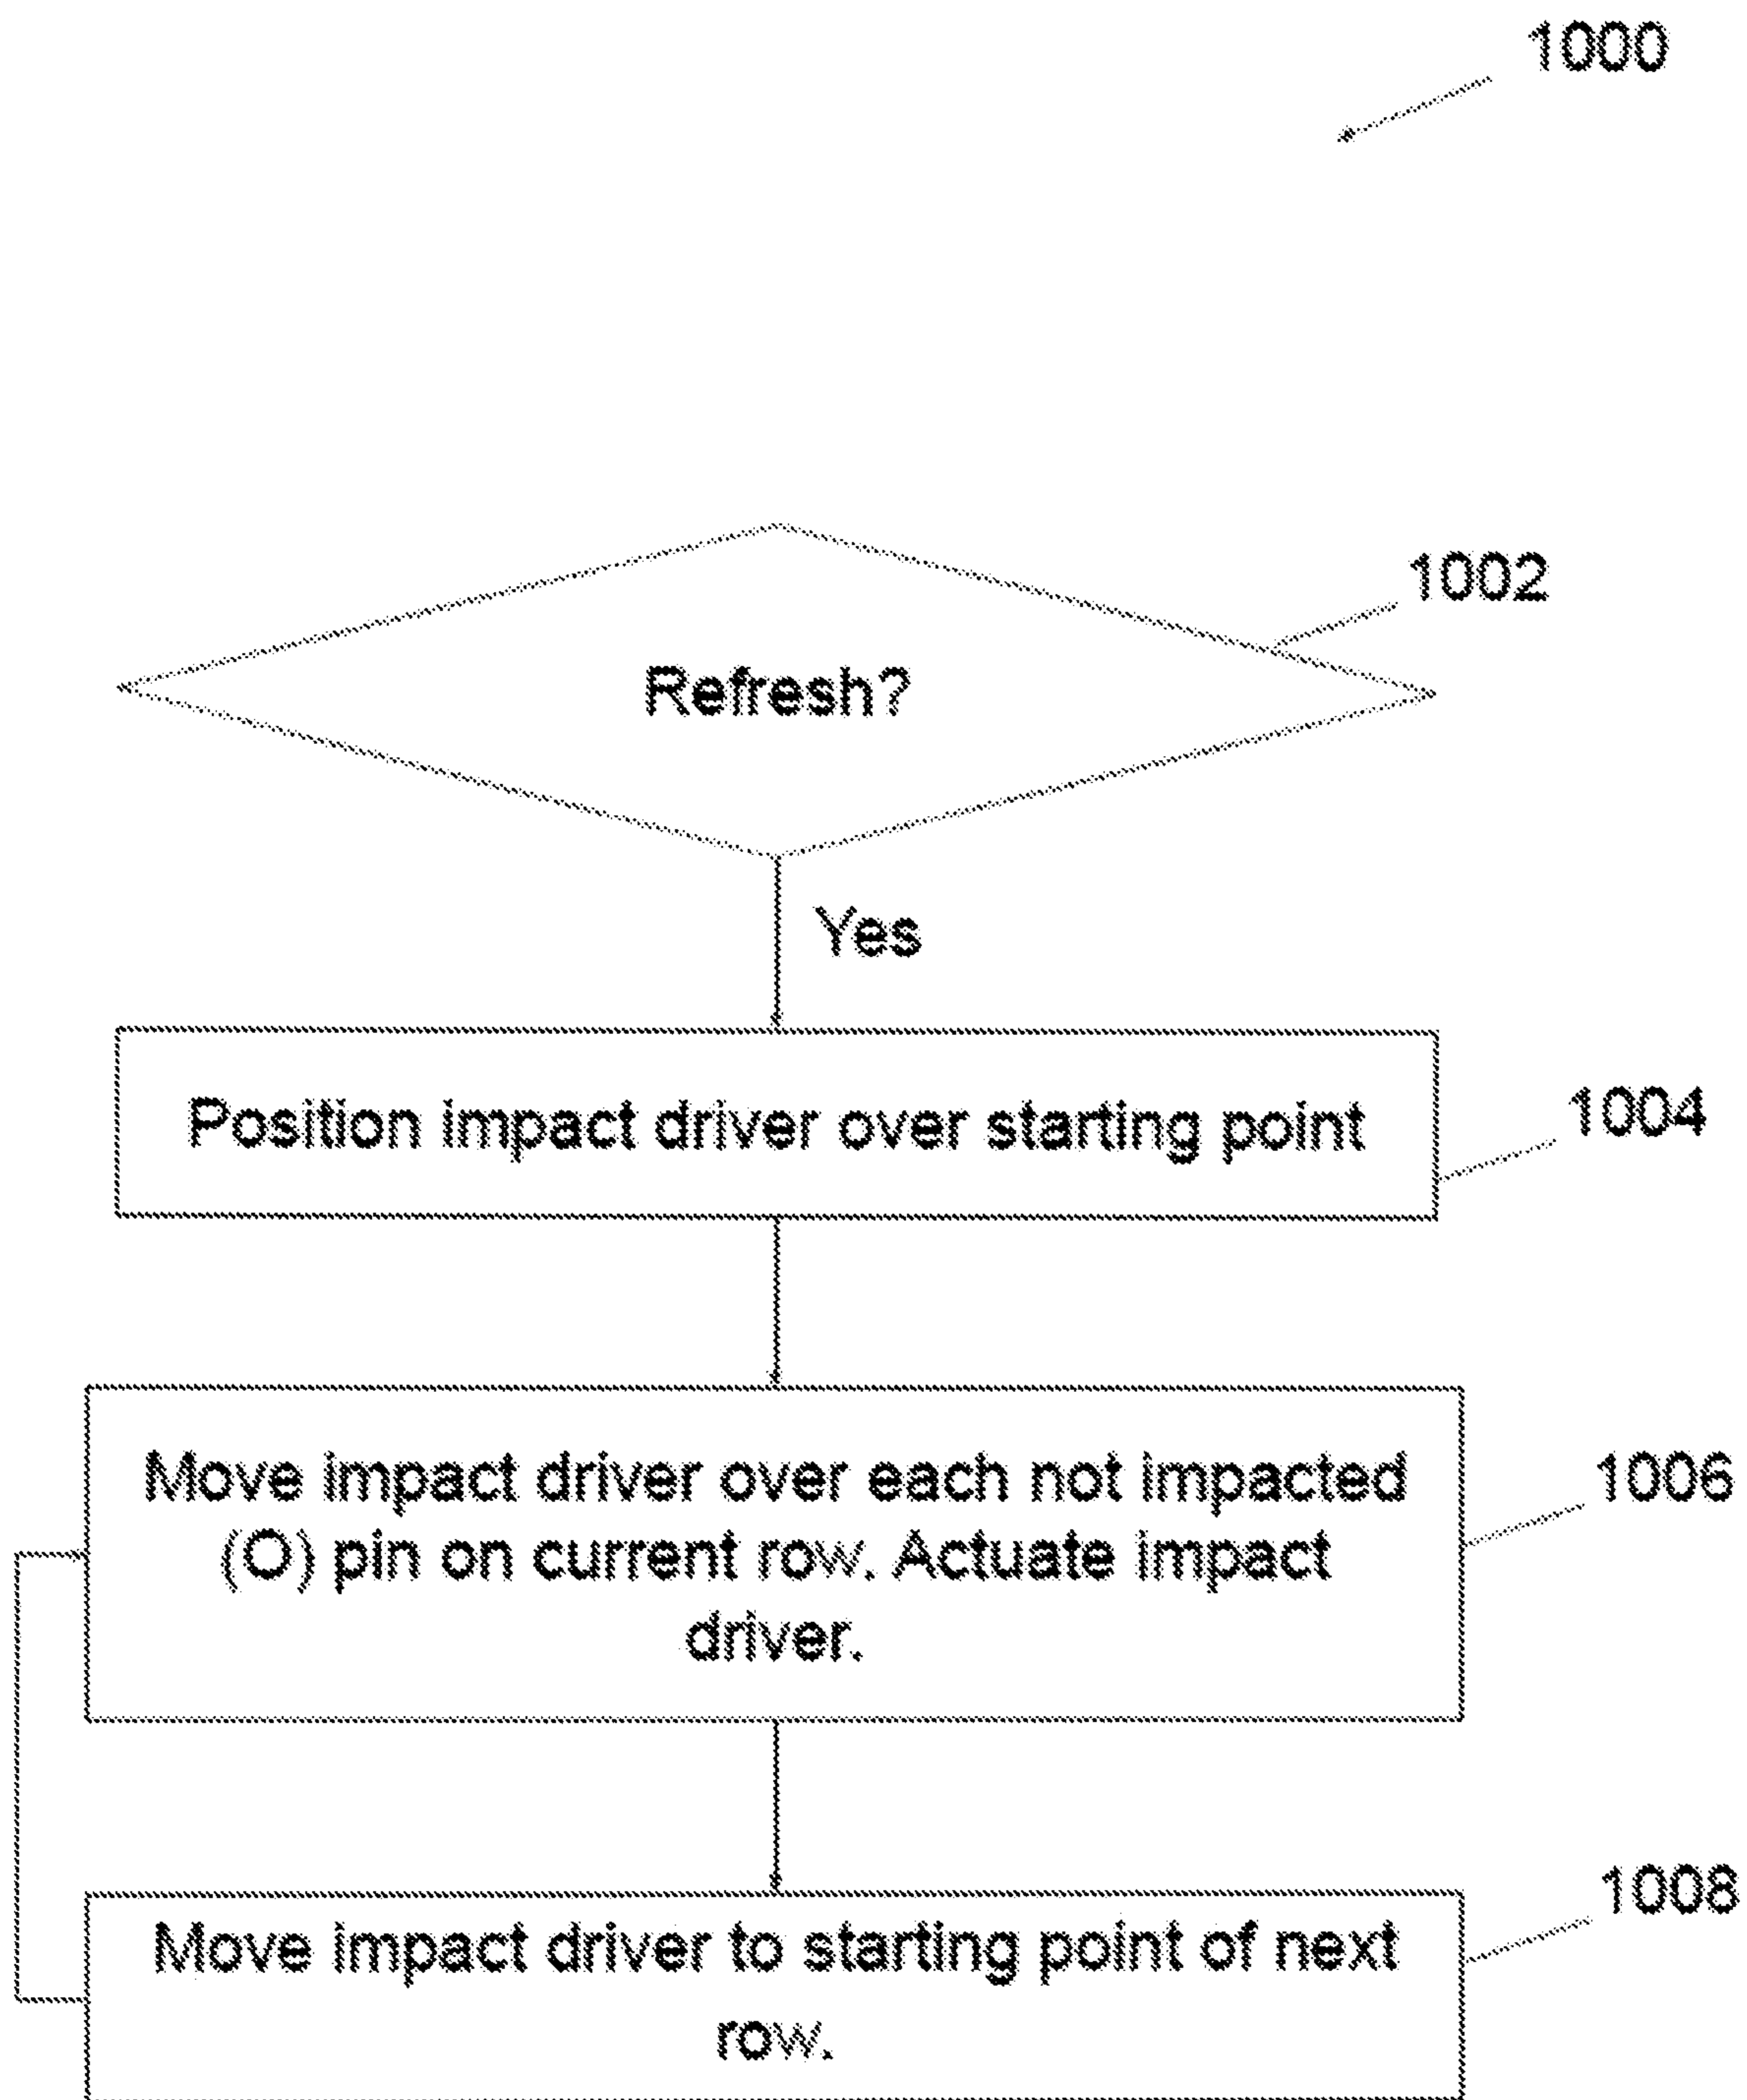 1000
1002
Refresh?
Yes
Position impact driver over starting point
1004
Move impact driver over each not impacted
(O) pin on current row. Actuate impact
driver.
1006
Move impact driver to starting point of next
row.
1008